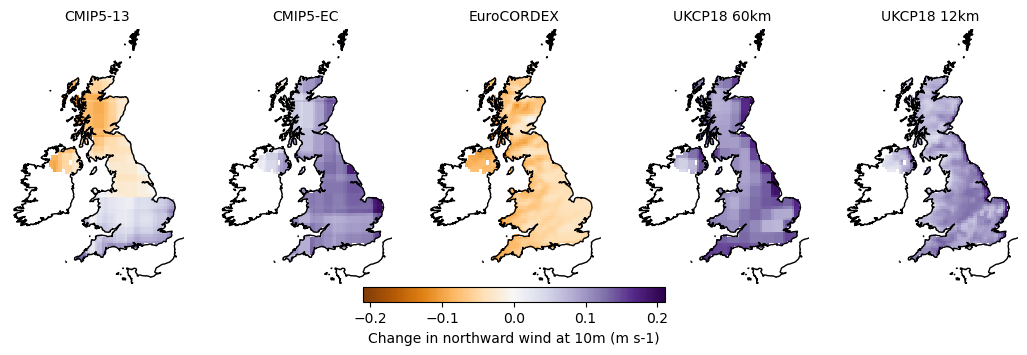 CMIP5-13 CMIP5-EC EuroCORDEX UKCP18 60km UKCP18 12km
−0.2 −0.1 0.0 0.1 0.2
Change in northward wind at 10m (m s-1)